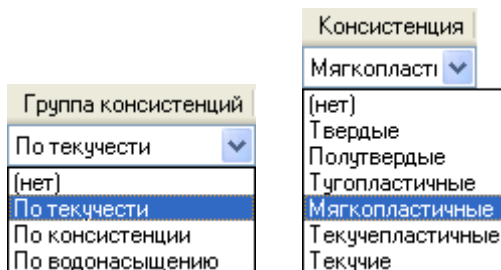 Группа консистенций
По текучести
(нет)
По текучести
По консистенции
По водонасыщению
Консистенция
Мягкопласті
(нет)
Твердые
Полутвердые
Тугопластичные
Мягкопластичные
Текучепластичные
Текучие